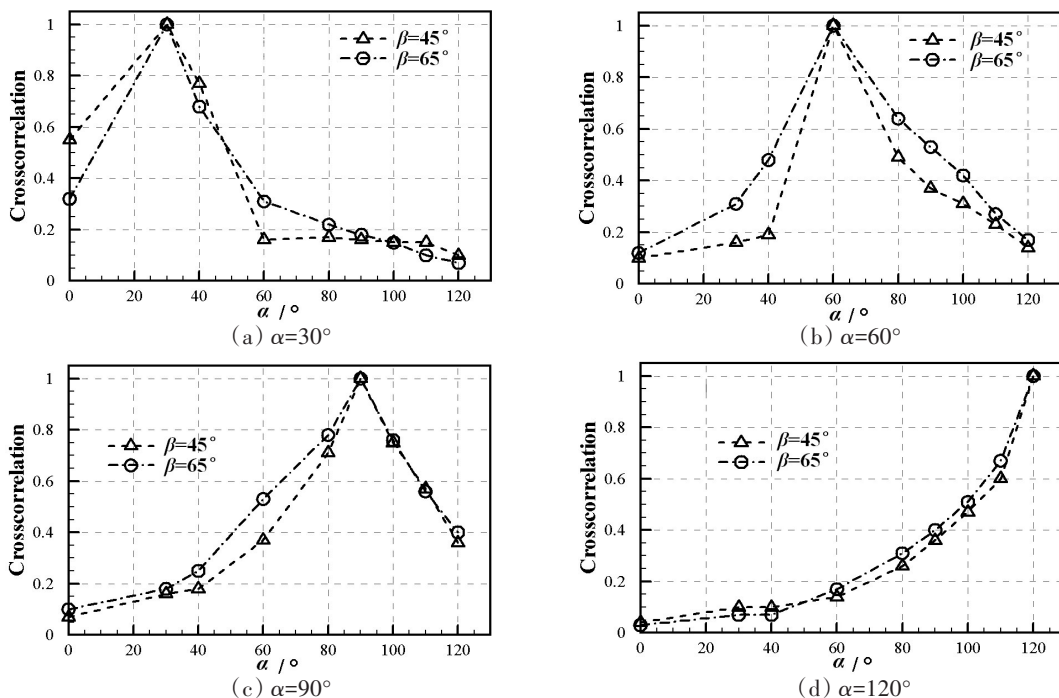 1
0.8
0.6
0.4
0.2
0
Crosscorrelation
β=45°
β=65°
0 20 40 60 80 100 120
α / °
(a) α=30°
1
0.8
0.6
0.4
0.2
0
Crosscorrelation
β=45°
β=65°
0 20 40 60 80 100 120
α / °
(b) α=60°
1
0.8
0.6
0.4
0.2
0
Crosscorrelation
β=45°
β=65°
0 20 40 60 80 100 120
α / °
(c) α=90°
1
0.8
0.6
0.4
0.2
0
Crosscorrelation
β=45°
β=65°
0 20 40 60 80 100 120
α / °
(d) α=120°